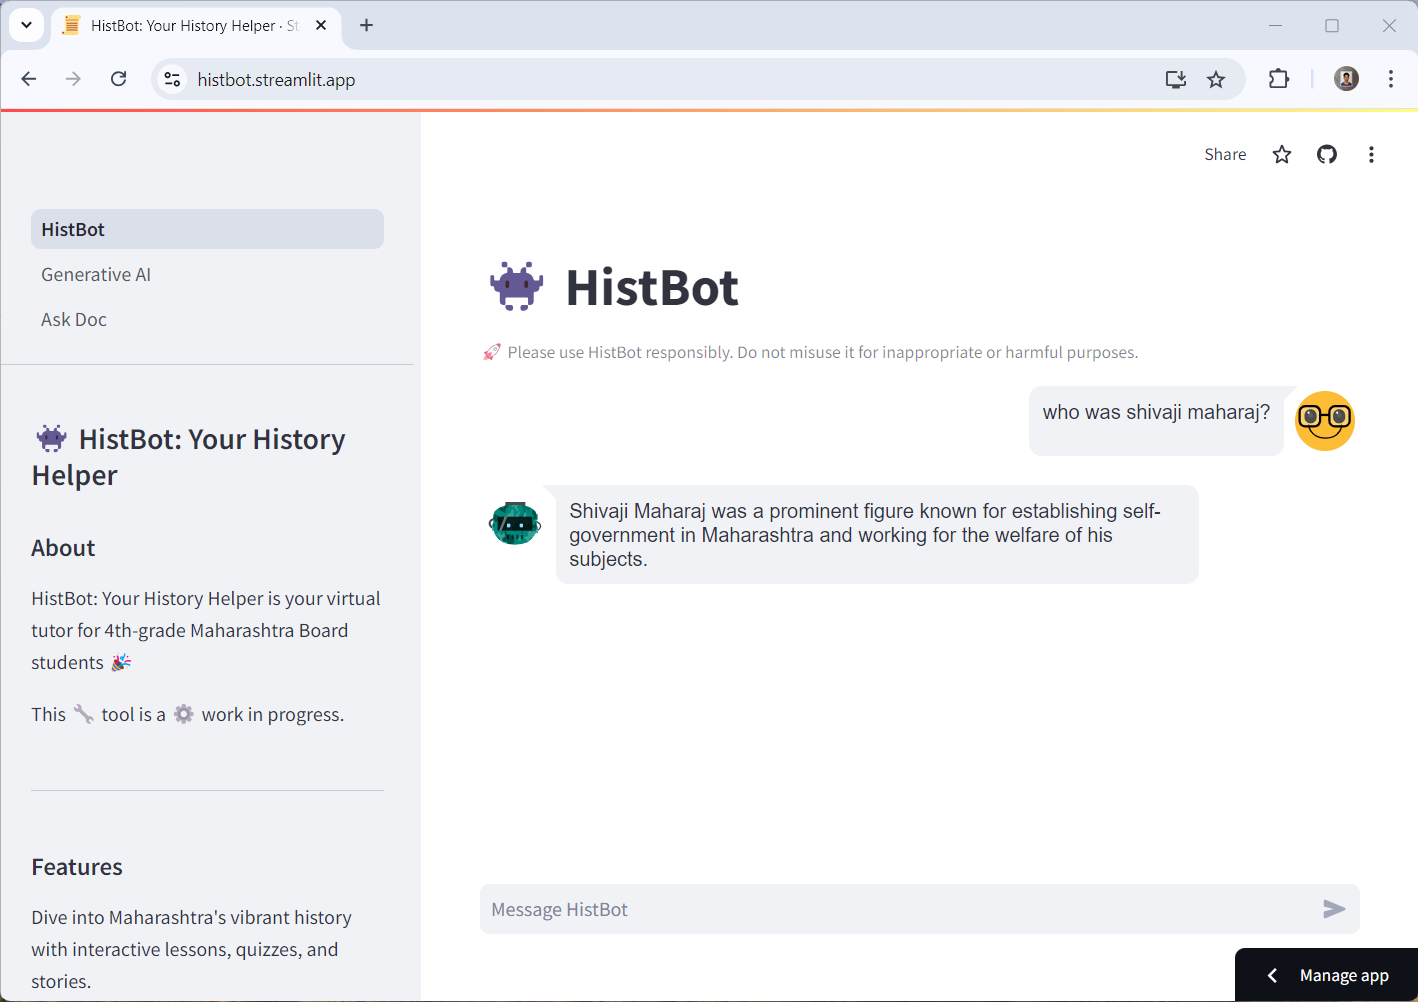 HistBot: Your History Helper · St
histbot.streamlit.app
Share
HistBot
Generative AI
Ask Doc
HistBot: Your History
Helper
About
HistBot: Your History Helper is your virtual
tutor for 4th-grade Maharashtra Board
students
This tool is a work in progress.
Features
Dive into Maharashtra's vibrant history
with interactive lessons, quizzes, and
stories.
HistBot
Please use HistBot responsibly. Do not misuse it for inappropriate or harmful purposes.
who was shivaji maharaj?
Shivaji Maharaj was a prominent figure known for establishing self-
government in Maharashtra and working for the welfare of his
subjects.
Message HistBot
Manage app